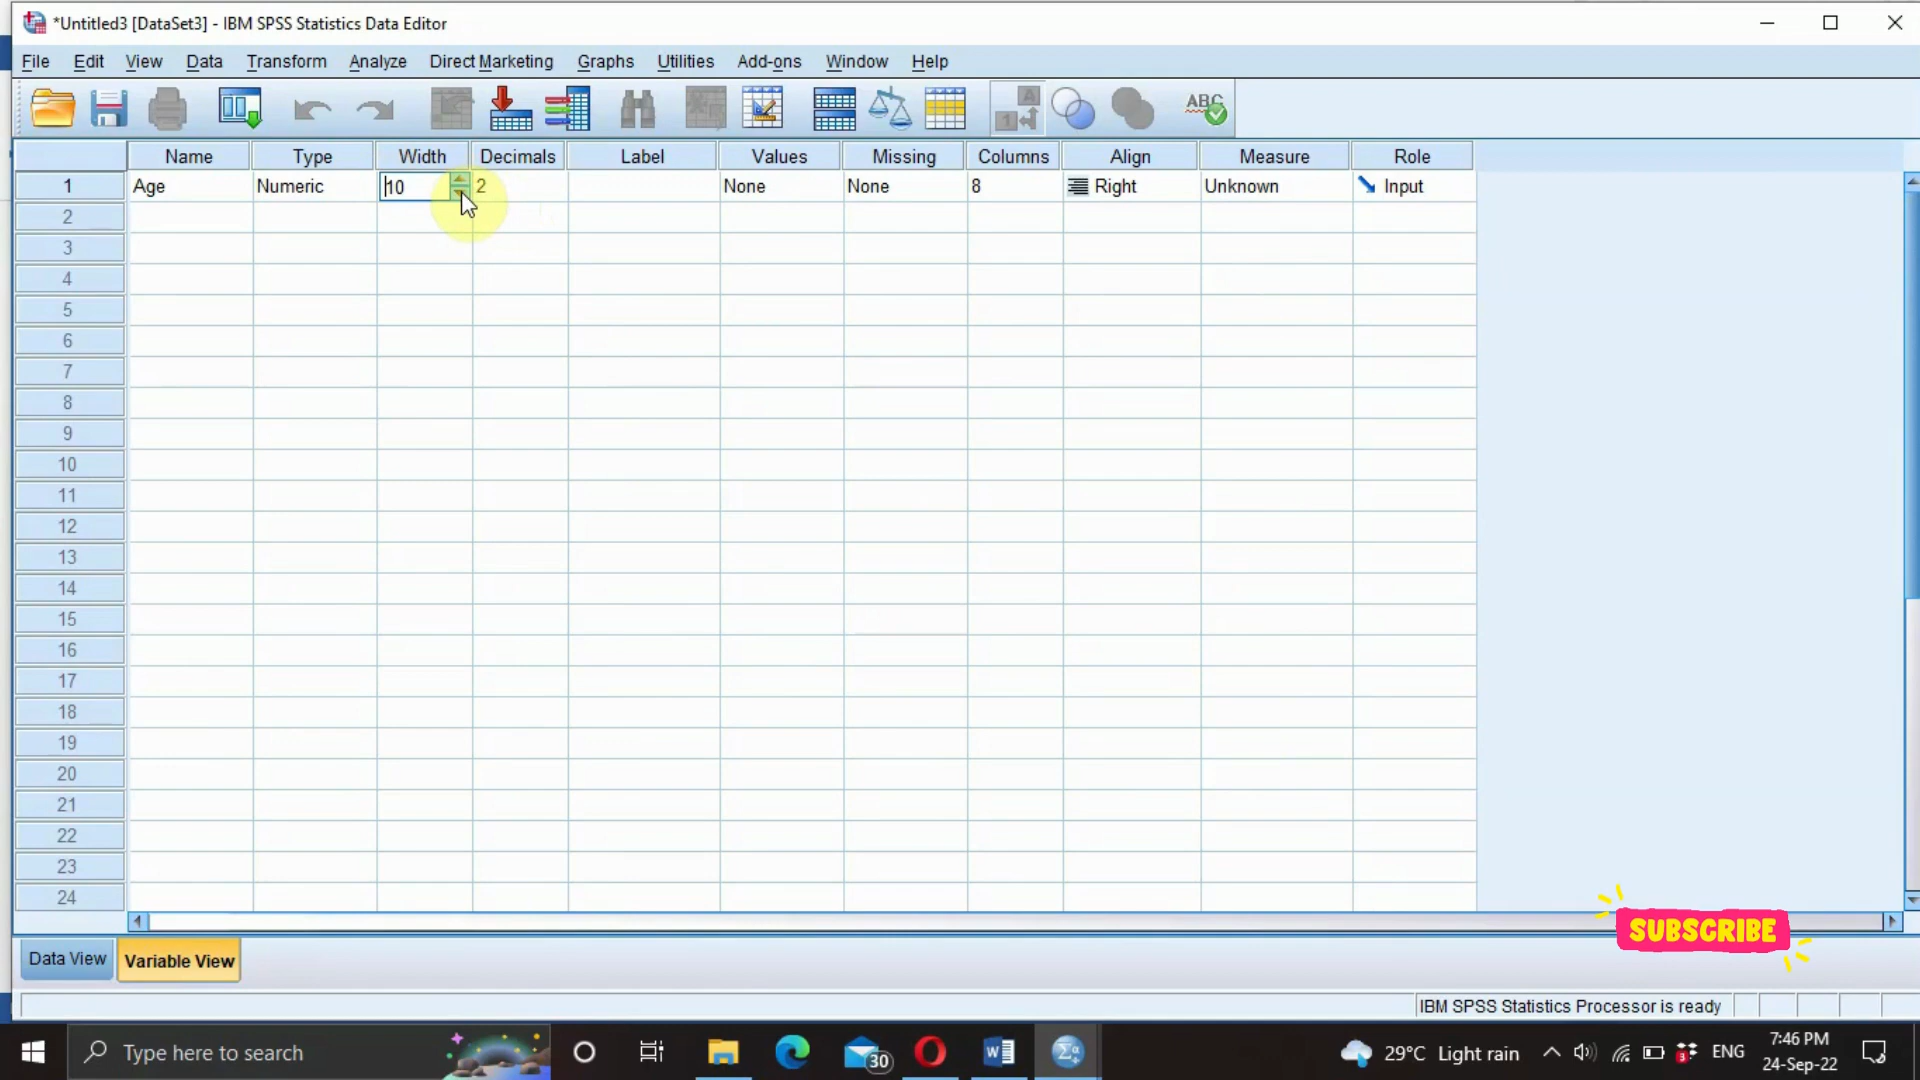 *Untitled3 [DataSet3] - IBM SPSS Statistics Data Editor
File Edit View Data Transform Analyze Direct Marketing Graphs Utilities Add-ons Window Help
A
1
ABC
Name Type Width Decimals Label Values Missing Columns Align Measure Role
1 Age Numeric 10 2 None None 8 Right Unknown Input
2
3
4
5
6
7
8
9
10
11
12
13
14
15
16
17
18
19
20
21
22
23
24
SUBSCRIBE
Data View Variable View
IBM SPSS Statistics Processor is ready
Type here to search
30
W
Σα
29°C Light rain
3
ENG
7:46 PM
24-Sep-22